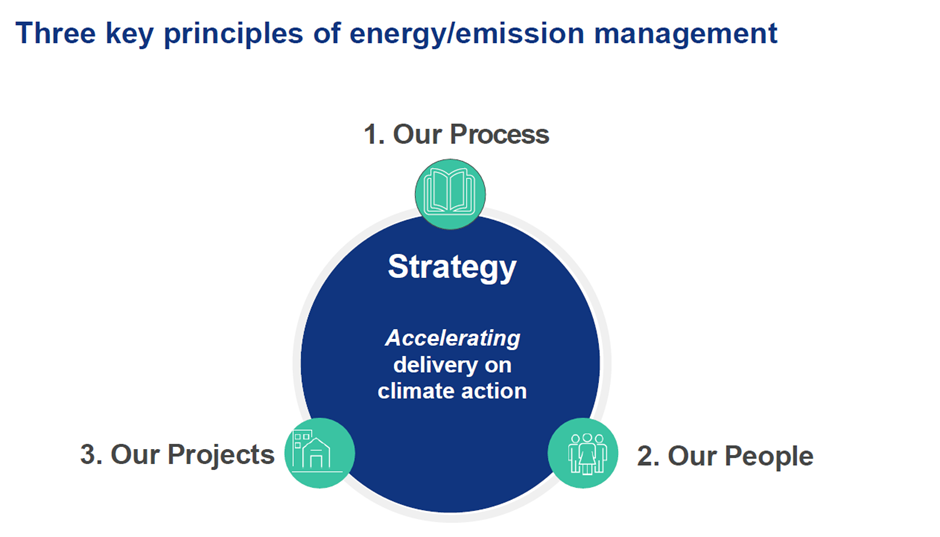 Three key principles of energy/emission management
1. Our Process
Strategy
Accelerating
delivery on
climate action
3. Our Projects
2. Our People